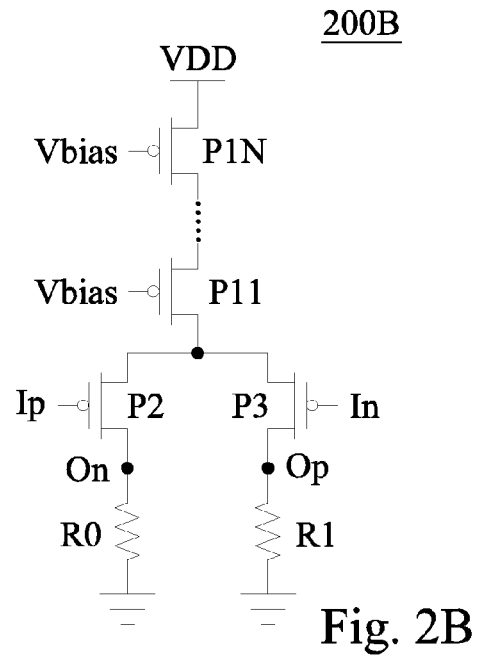 200B
VDD
Vbias P1N
Vbias P11
Ip P2 P3 In
On Op
R0 R1
Fig. 2B